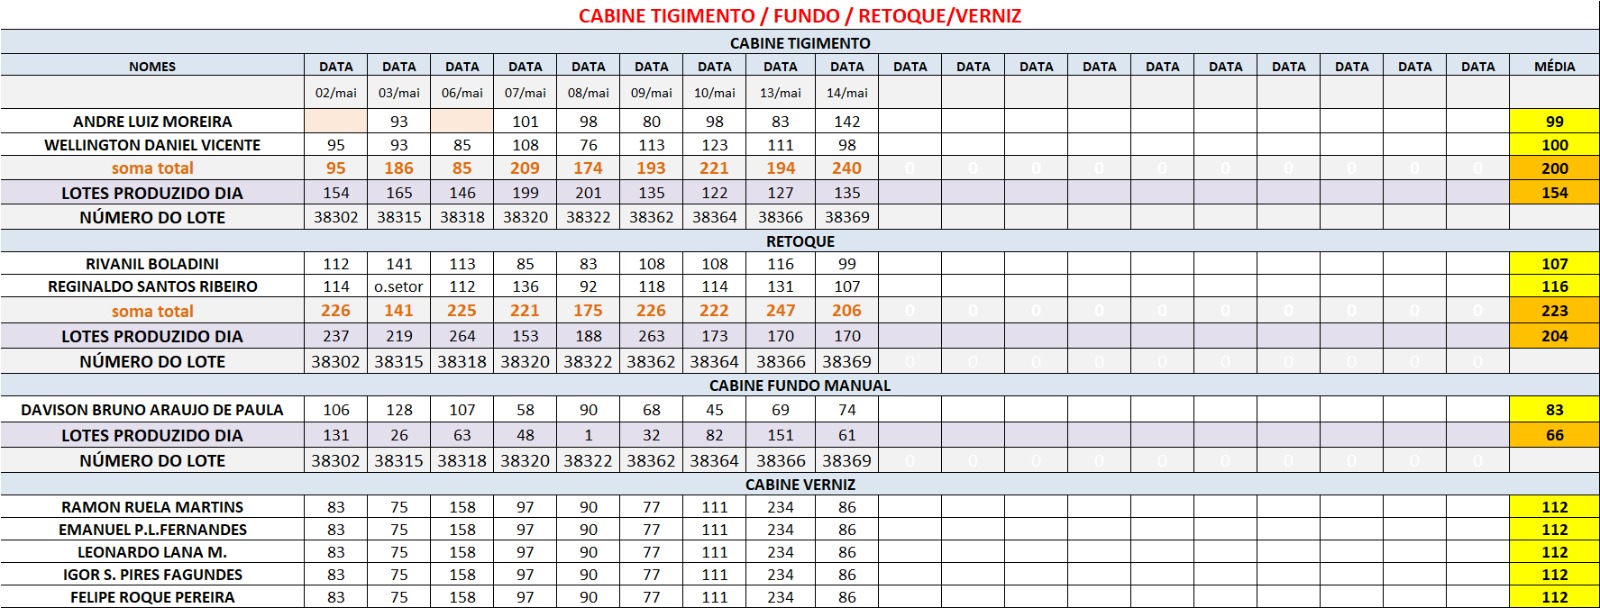 CABINE TIGIMENTO / FUNDO / RETOQUE/VERNIZ
CABINE TIGIMENTO
NOMES DATA DATA DATA DATA DATA DATA DATA DATA DATA DATA DATA DATA DATA DATA DATA DATA DATA DATA DATA MÉDIA
02/mai 03/mai 06/mai 07/mai 08/mai 09/mai 10/mai 13/mai 14/mai
ANDRE LUIZ MOREIRA 93 101 98 80 98 83 142 99
WELLINGTON DANIEL VICENTE 95 93 85 108 76 113 123 111 98 100
soma total 95 186 85 209 174 193 221 194 240 0 0 0 0 0 0 0 0 0 0 200
LOTES PRODUZIDO DIA 154 165 146 199 201 135 122 127 135 154
NÚMERO DO LOTE 38302 38315 38318 38320 38322 38362 38364 38366 38369
RETOQUE
RIVANIL BOLADINI 112 141 113 85 83 108 108 116 99 107
REGINALDO SANTOS RIBEIRO 114 o.setor 112 136 92 118 114 131 107 116
soma total 226 141 225 221 175 226 222 247 206 0 0 0 0 0 0 0 0 0 0 223
LOTES PRODUZIDO DIA 237 219 264 153 188 263 173 170 170 204
NÚMERO DO LOTE 38302 38315 38318 38320 38322 38362 38364 38366 38369 0 0 0 0 0 0 0 0 0 0
CABINE FUNDO MANUAL
DAVISON BRUNO ARAUJO DE PAULA 106 128 107 58 90 68 45 69 74 83
LOTES PRODUZIDO DIA 131 26 63 48 1 32 82 151 61 66
NÚMERO DO LOTE 38302 38315 38318 38320 38322 38362 38364 38366 38369 0 0 0 0 0 0 0 0 0 0
CABINE VERNIZ
RAMON RUELA MARTINS 83 75 158 97 90 77 111 234 86 112
EMANUEL P.L.FERNANDES 83 75 158 97 90 77 111 234 86 112
LEONARDO LANA M. 83 75 158 97 90 77 111 234 86 112
IGOR S. PIRES FAGUNDES 83 75 158 97 90 77 111 234 86 112
FELIPE ROQUE PEREIRA 83 75 158 97 90 77 111 234 86 112